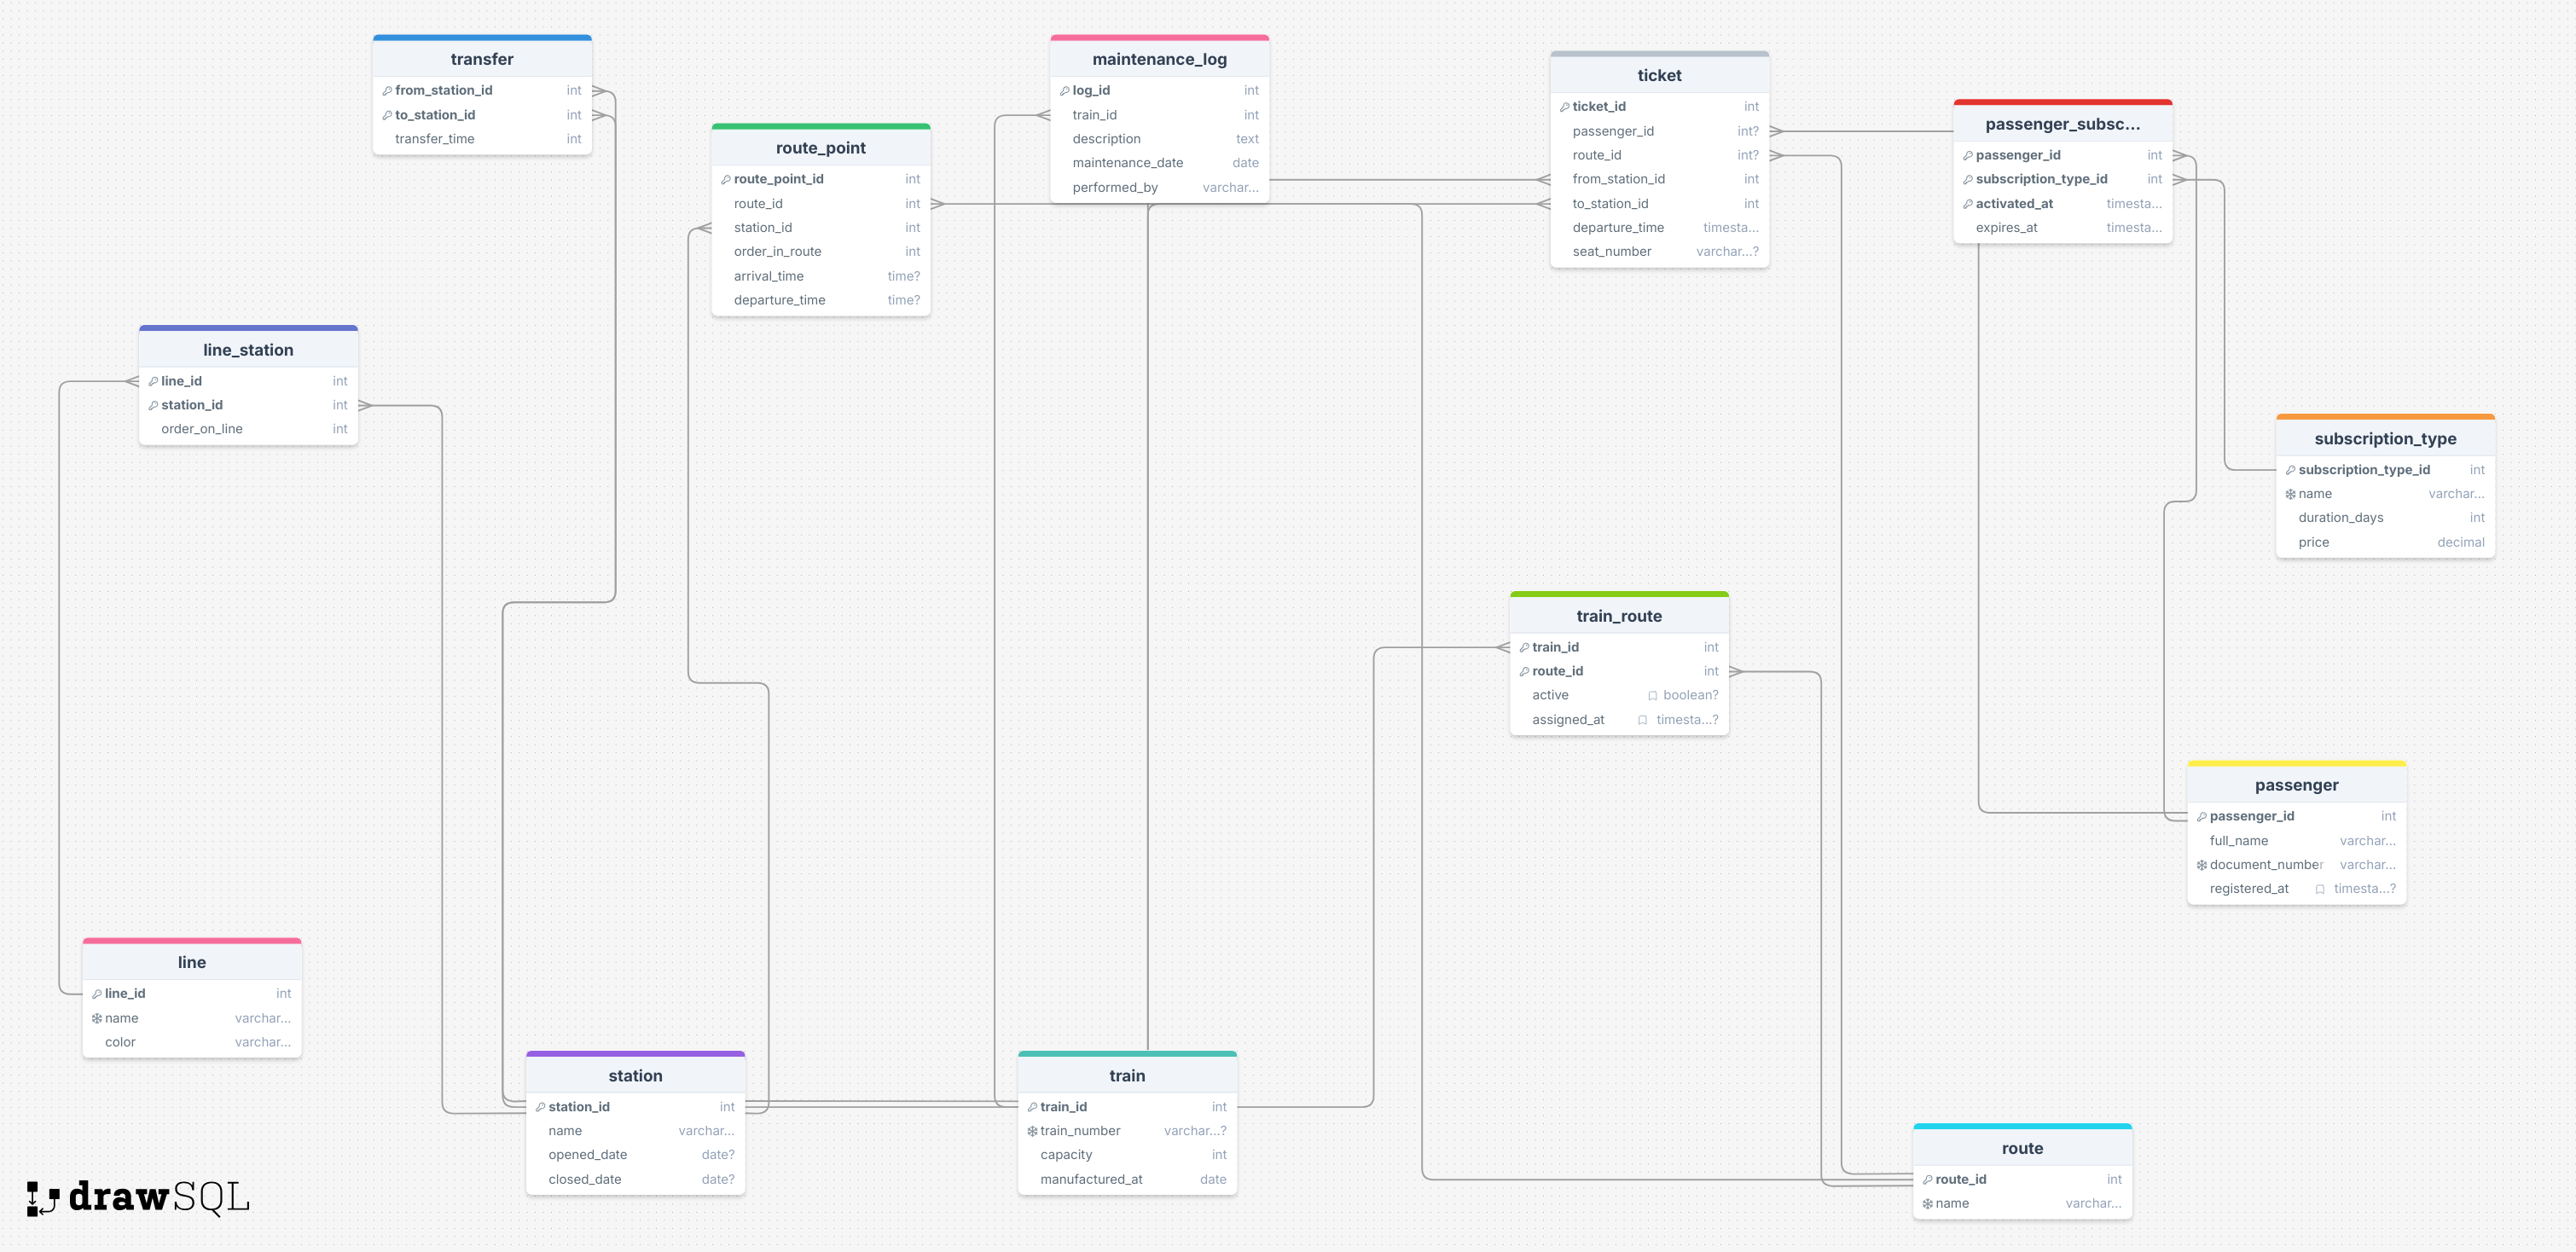 transfer
from_station_id int
to_station_id int
transfer_time int
maintenance_log
log_id int
train_id int
description text
maintenance_date date
performed_by varchar...
ticket
ticket_id int
passenger_id int?
route_id int?
from_station_id int
to_station_id int
departure_time timesta...
seat_number varchar...?
passenger_subsc...
passenger_id int
subscription_type_id int
activated_at timesta...
expires_at timesta...
route_point
route_point_id int
route_id int
station_id int
order_in_route int
arrival_time time?
departure_time time?
line_station
line_id int
station_id int
order_on_line int
subscription_type
subscription_type_id int
name varchar...
duration_days int
price decimal
train_route
train_id int
route_id int
active boolean?
assigned_at timesta...?
passenger
passenger_id int
full_name varchar...
document_number varchar...
registered_at timesta...?
line
line_id int
name varchar...
color varchar...
station
station_id int
name varchar...
opened_date date?
closed_date date?
train
train_id int
train_number varchar...?
capacity int
manufactured_at date
route
route_id int
name varchar...
drawSQL